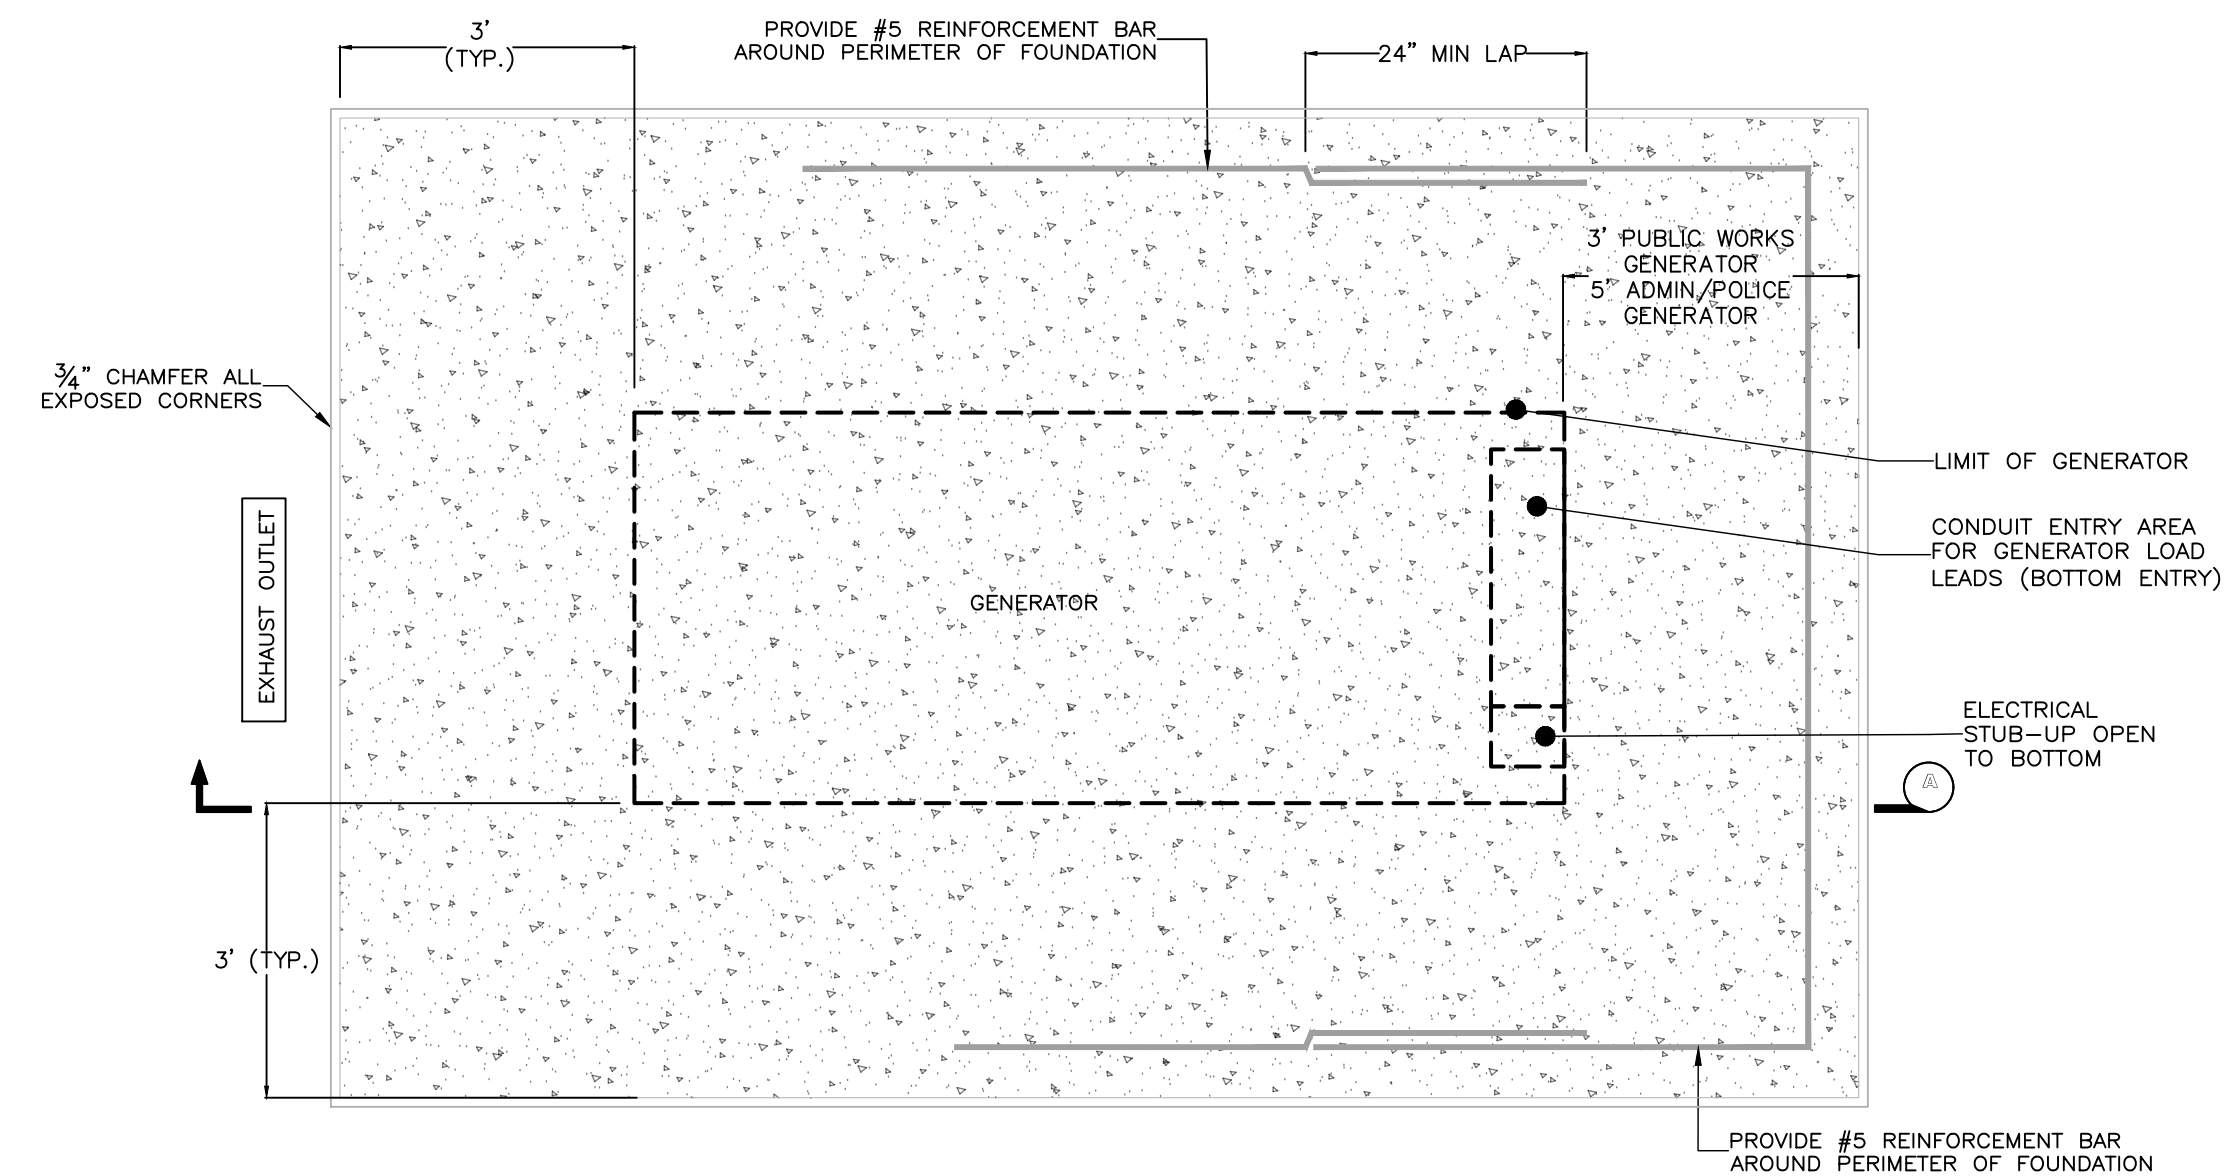 3'
(TYP.)
PROVIDE #5 REINFORCEMENT BAR
AROUND PERIMETER OF FOUNDATION
24" MIN LAP
3' PUBLIC WORKS
GENERATOR
5' ADMIN./POLICE
GENERATOR
¾" CHAMFER ALL
EXPOSED CORNERS
LIMIT OF GENERATOR
CONDUIT ENTRY AREA
FOR GENERATOR LOAD
LEADS (BOTTOM ENTRY)
EXHAUST OUTLET
GENERATOR
ELECTRICAL
STUB-UP OPEN
TO BOTTOM
A
3' (TYP.)
PROVIDE #5 REINFORCEMENT BAR
AROUND PERIMETER OF FOUNDATION